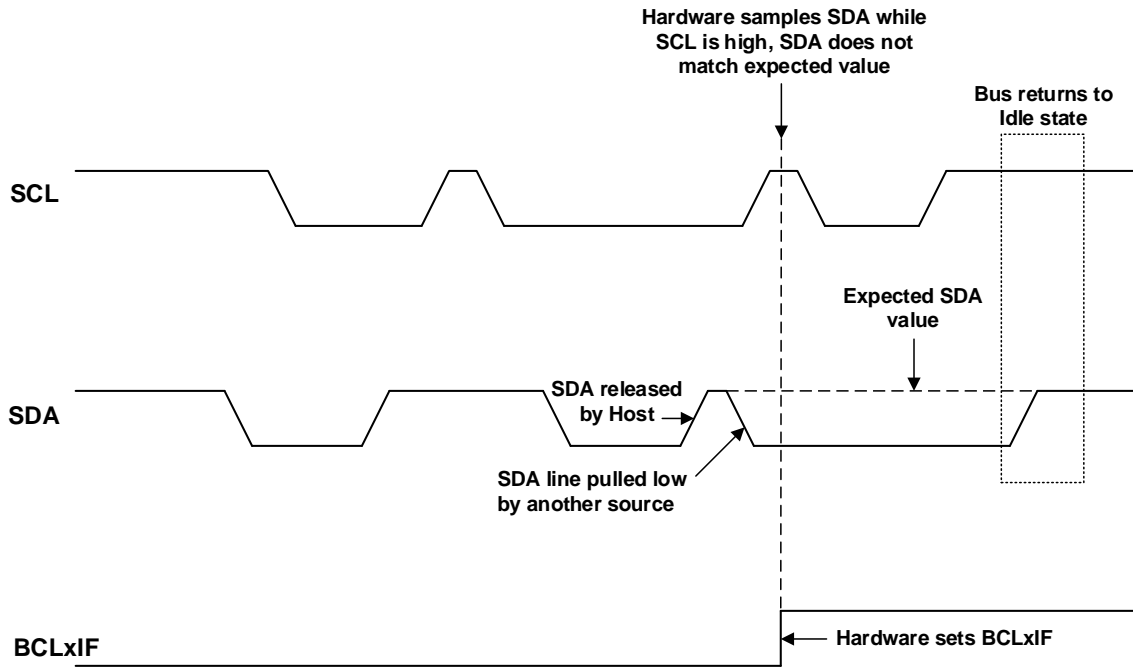 Hardware samples SDA while
SCL is high, SDA does not
match expected value
Bus returns to
Idle state
SCL
Expected SDA
value
SDA
SDA released
by Host
SDA line pulled low
by another source
BCLxIF
Hardware sets BCLxIF